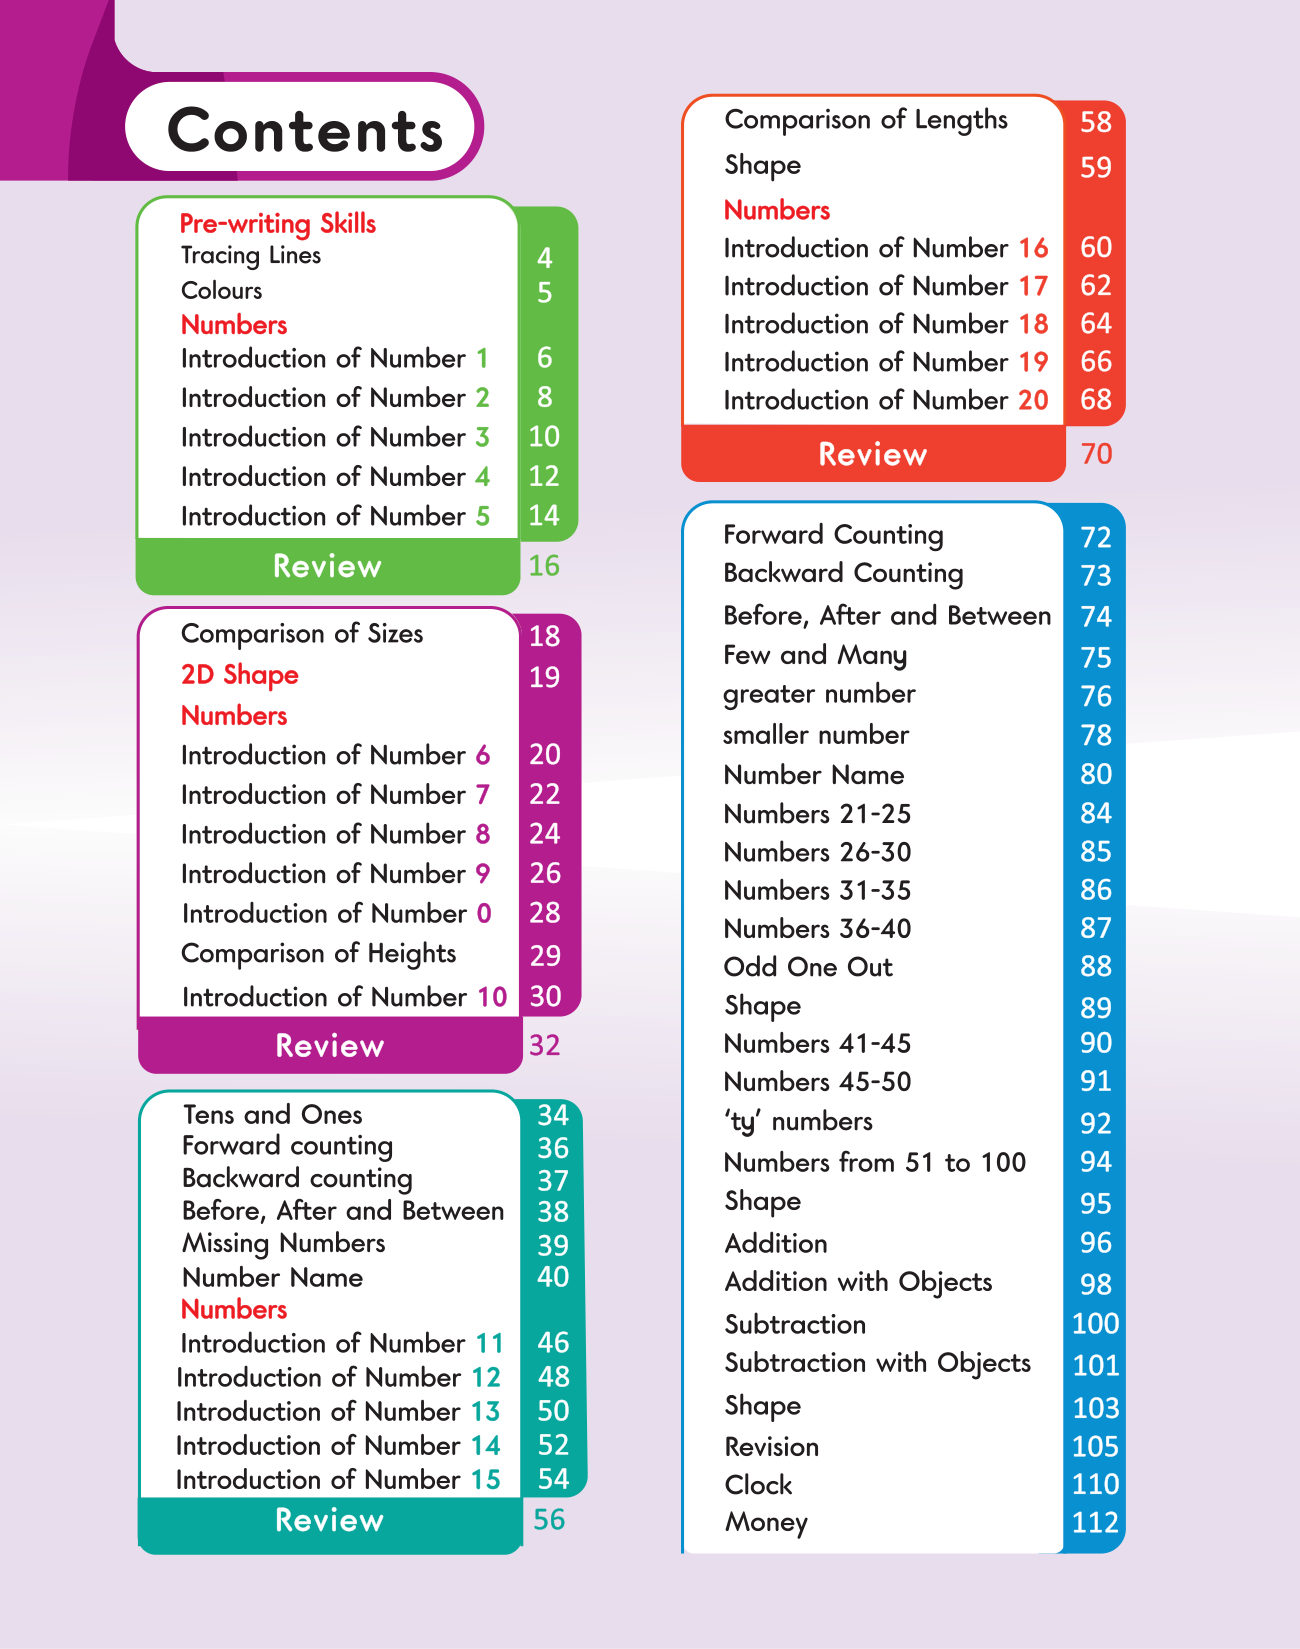 Contents
Pre-writing Skills
Tracing Lines 4
Colours 5
Numbers
Introduction of Number 1 6
Introduction of Number 2 8
Introduction of Number 3 10
Introduction of Number 4 12
Introduction of Number 5 14
Review 16
Comparison of Sizes 18
2D Shape 19
Numbers
Introduction of Number 6 20
Introduction of Number 7 22
Introduction of Number 8 24
Introduction of Number 9 26
Introduction of Number 0 28
Comparison of Heights 29
Introduction of Number 10 30
Review 32
Tens and Ones 34
Forward counting 36
Backward counting 37
Before, After and Between 38
Missing Numbers 39
Number Name 40
Numbers
Introduction of Number 11 46
Introduction of Number 12 48
Introduction of Number 13 50
Introduction of Number 14 52
Introduction of Number 15 54
Review 56
Comparison of Lengths 58
Shape 59
Numbers
Introduction of Number 16 60
Introduction of Number 17 62
Introduction of Number 18 64
Introduction of Number 19 66
Introduction of Number 20 68
Review 70
Forward Counting 72
Backward Counting 73
Before, After and Between 74
Few and Many 75
greater number 76
smaller number 78
Number Name 80
Numbers 21-25 84
Numbers 26-30 85
Numbers 31-35 86
Numbers 36-40 87
Odd One Out 88
Shape 89
Numbers 41-45 90
Numbers 45-50 91
‘ty’ numbers 92
Numbers from 51 to 100 94
Shape 95
Addition 96
Addition with Objects 98
Subtraction 100
Subtraction with Objects 101
Shape 103
Revision 105
Clock 110
Money 112